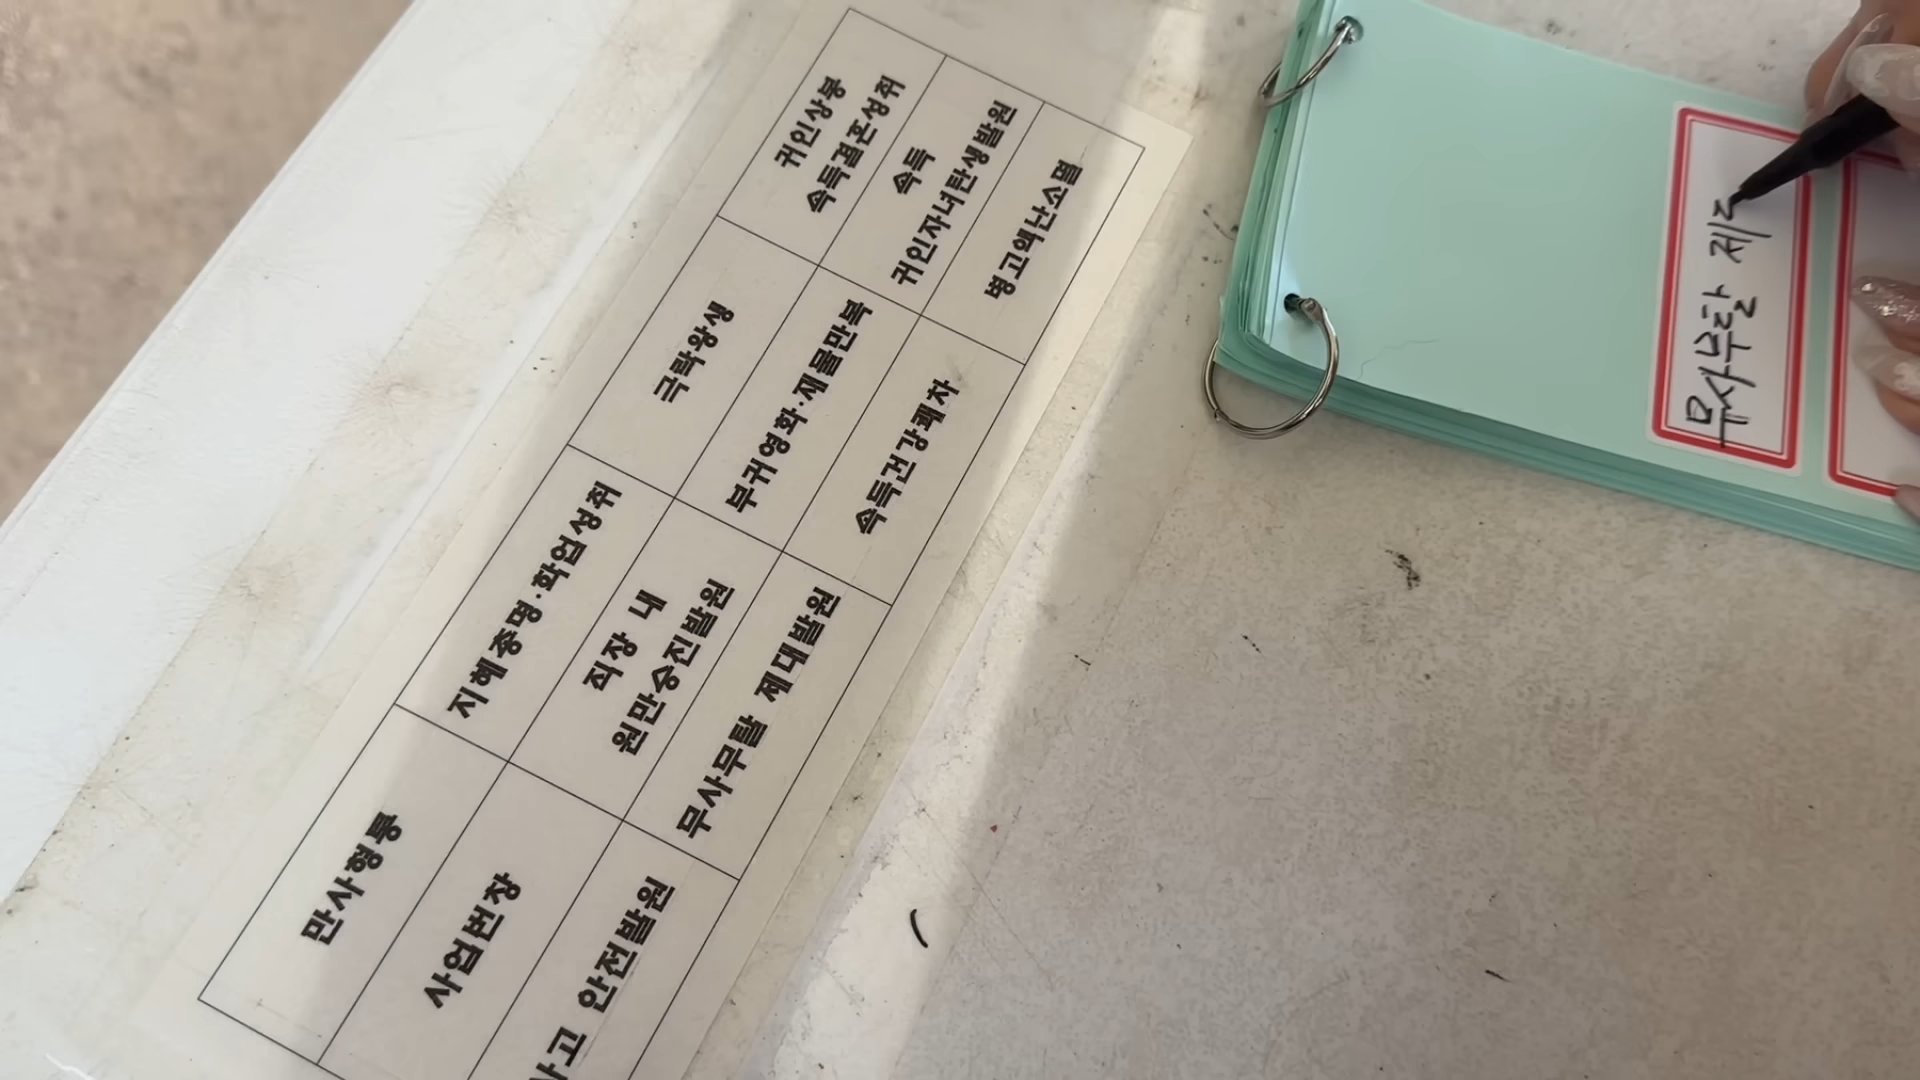 귀인상봉
속득결혼성취
속득
귀인자녀탄생발원
병고액난소멸
극락왕생
부귀영화·재물만복
속득건강쾌차
지혜총명·학업성취
직장 내
원만승진발원
무사무탈 제대발원
만사형통
사업번창
사고 안전발원
무사무탈 제